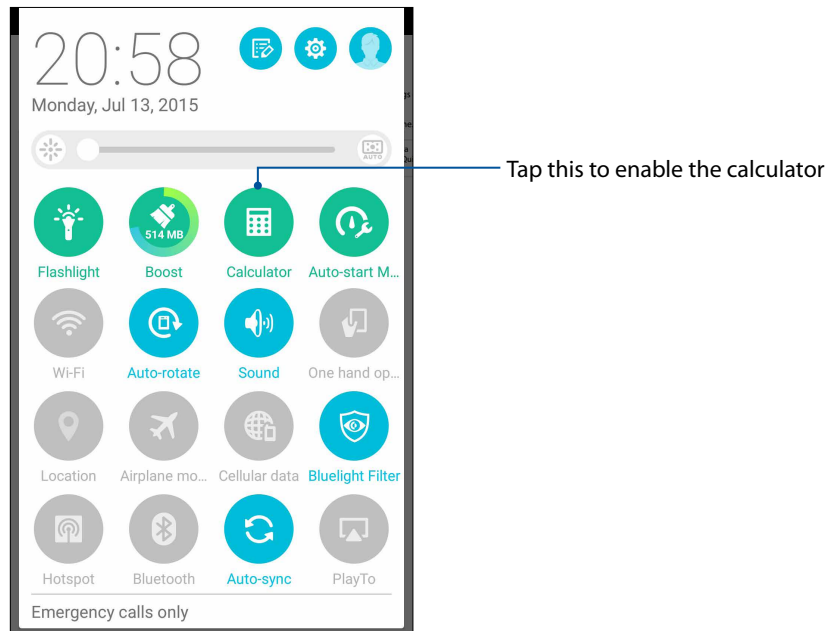 20:58
Monday, Jul 13, 2015
AUTO
Tap this to enable the calculator
514 MB
Flashlight Boost Calculator Auto-start M...
Wi-Fi Auto-rotate Sound One hand op...
Location Airplane mo... Cellular data Bluelight Filter
Hotspot Bluetooth Auto-sync PlayTo
Emergency calls only